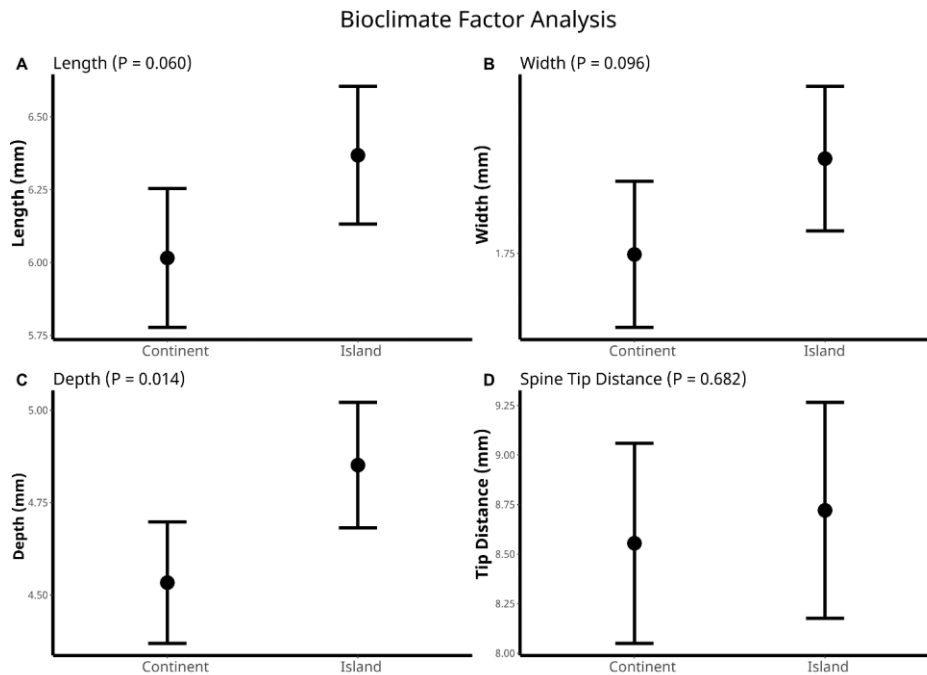 Bioclimate Factor Analysis
A Length (P = 0.060)
Length (mm)
6.50
6.25
6.00
5.75
Continent Island
B Width (P = 0.096)
Width (mm)
1.75
Continent Island
C Depth (P = 0.014)
Depth (mm)
5.00
4.75
4.50
Continent Island
D Spine Tip Distance (P = 0.682)
Tip Distance (mm)
9.25
9.00
8.75
8.50
8.25
8.00
Continent Island